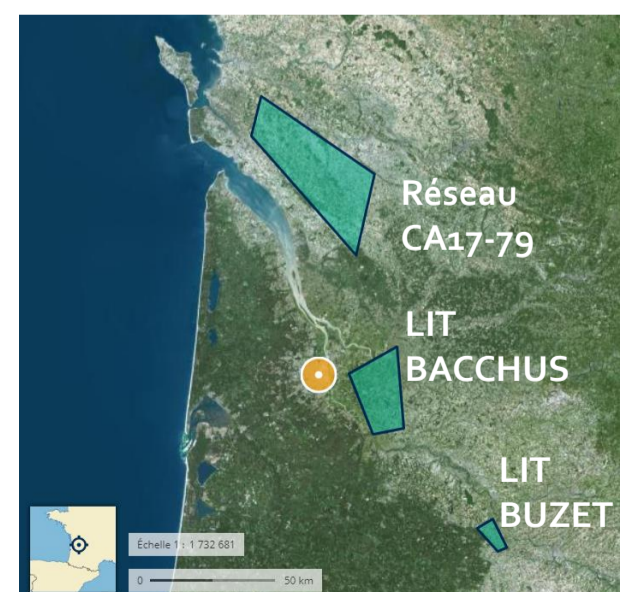 Réseau
CA17-79
LIT
BACCHUS
LIT
BUZET
Échelle 1 : 1 732 681
0 50 km